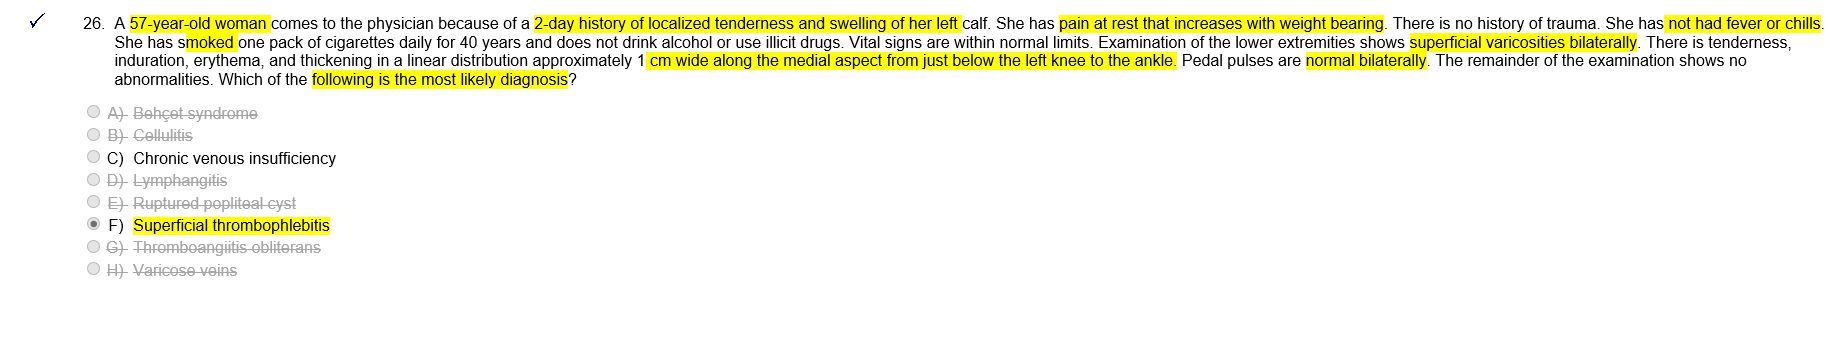 26. A 57-year-old woman comes to the physician because of a 2-day history of localized tenderness and swelling of her left calf. She has pain at rest that increases with weight bearing. There is no history of trauma. She has not had fever or chills.
She has smoked one pack of cigarettes daily for 40 years and does not drink alcohol or use illicit drugs. Vital signs are within normal limits. Examination of the lower extremities shows superficial varicosities bilaterally. There is tenderness,
induration, erythema, and thickening in a linear distribution approximately 1 cm wide along the medial aspect from just below the left knee to the ankle. Pedal pulses are normal bilaterally. The remainder of the examination shows no
abnormalities. Which of the following is the most likely diagnosis?
A) Behçet syndrome
B) Cellulitis
C) Chronic venous insufficiency
D) Lymphangitis
E) Ruptured popliteal cyst
F) Superficial thrombophlebitis
G) Thromboangiitis obliterans
H) Varicose veins